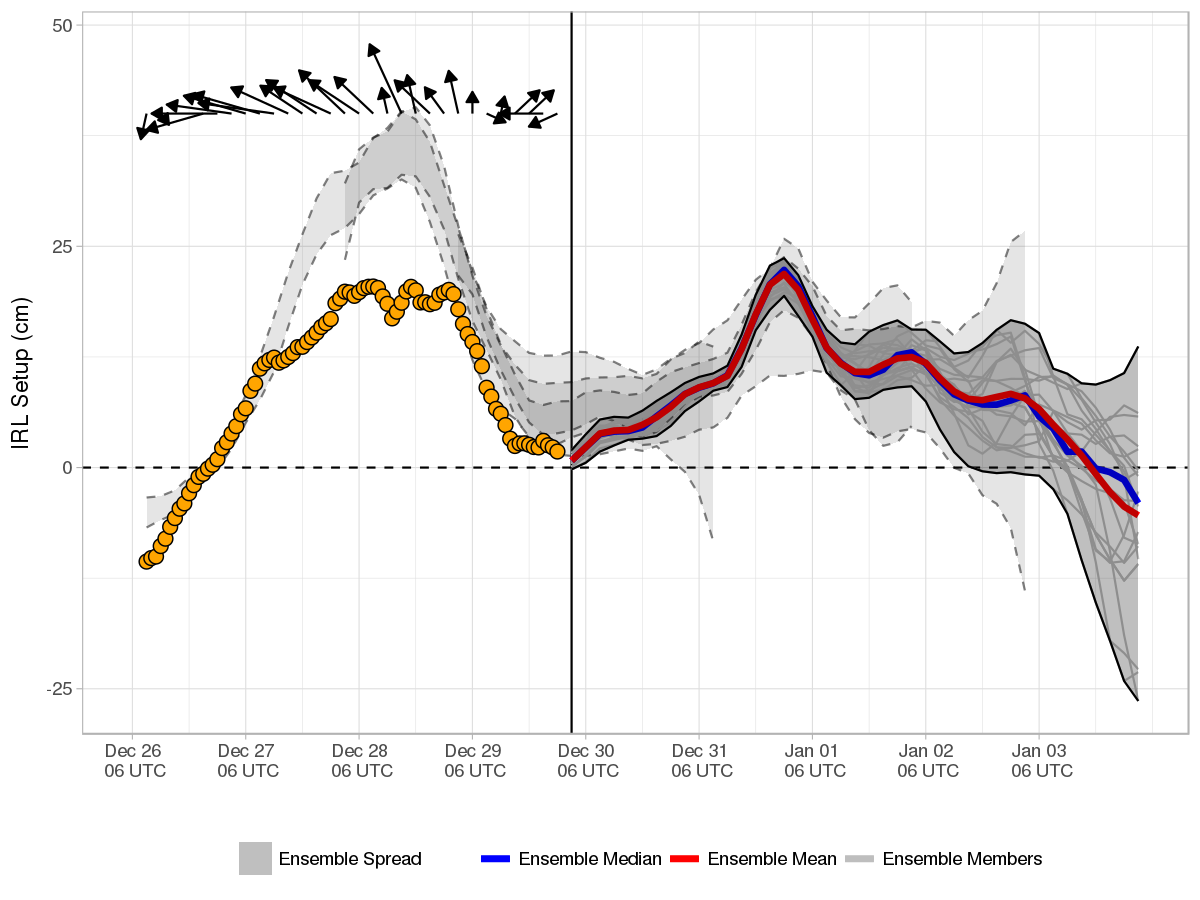 IRL Setup (cm)
50
25
0
-25
Dec 26 Dec 27 Dec 28 Dec 29 Dec 30 Dec 31 Jan 01 Jan 02 Jan 03
06 UTC 06 UTC 06 UTC 06 UTC 06 UTC 06 UTC 06 UTC 06 UTC 06 UTC
Ensemble Spread Ensemble Median Ensemble Mean Ensemble Members